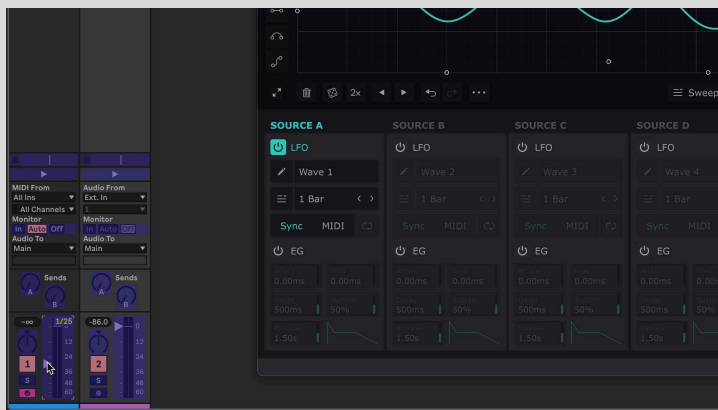 2x
Sweep
SOURCE A
SOURCE B
SOURCE C
SOURCE D
LFO
LFO
LFO
LFO
Wave 1
Wave 2
Wave 3
Wave 4
1 Bar
1 Bar
1 Bar
1 Bar
Sync MIDI
Sync MIDI
Sync MIDI
Sync MIDI
EG
EG
EG
EG
0.00ms 0.00ms
0.00ms 0.00ms
0.00ms 0.00ms
0.00ms
500ms 50%
500ms 50%
500ms 50%
500ms 50%
1.50s
1.50s
1.50s
1.50s
MIDI From
All Ins
All Channels
Monitor
In Auto Off
Audio To
Main
Sends
A
B
-∞
1/25
0
12
24
36
48
60
1
S
Audio From
Ext. In
1
Monitor
In Auto Off
Audio To
Main
Sends
A
B
-86.0
0
12
24
36
48
60
2
S